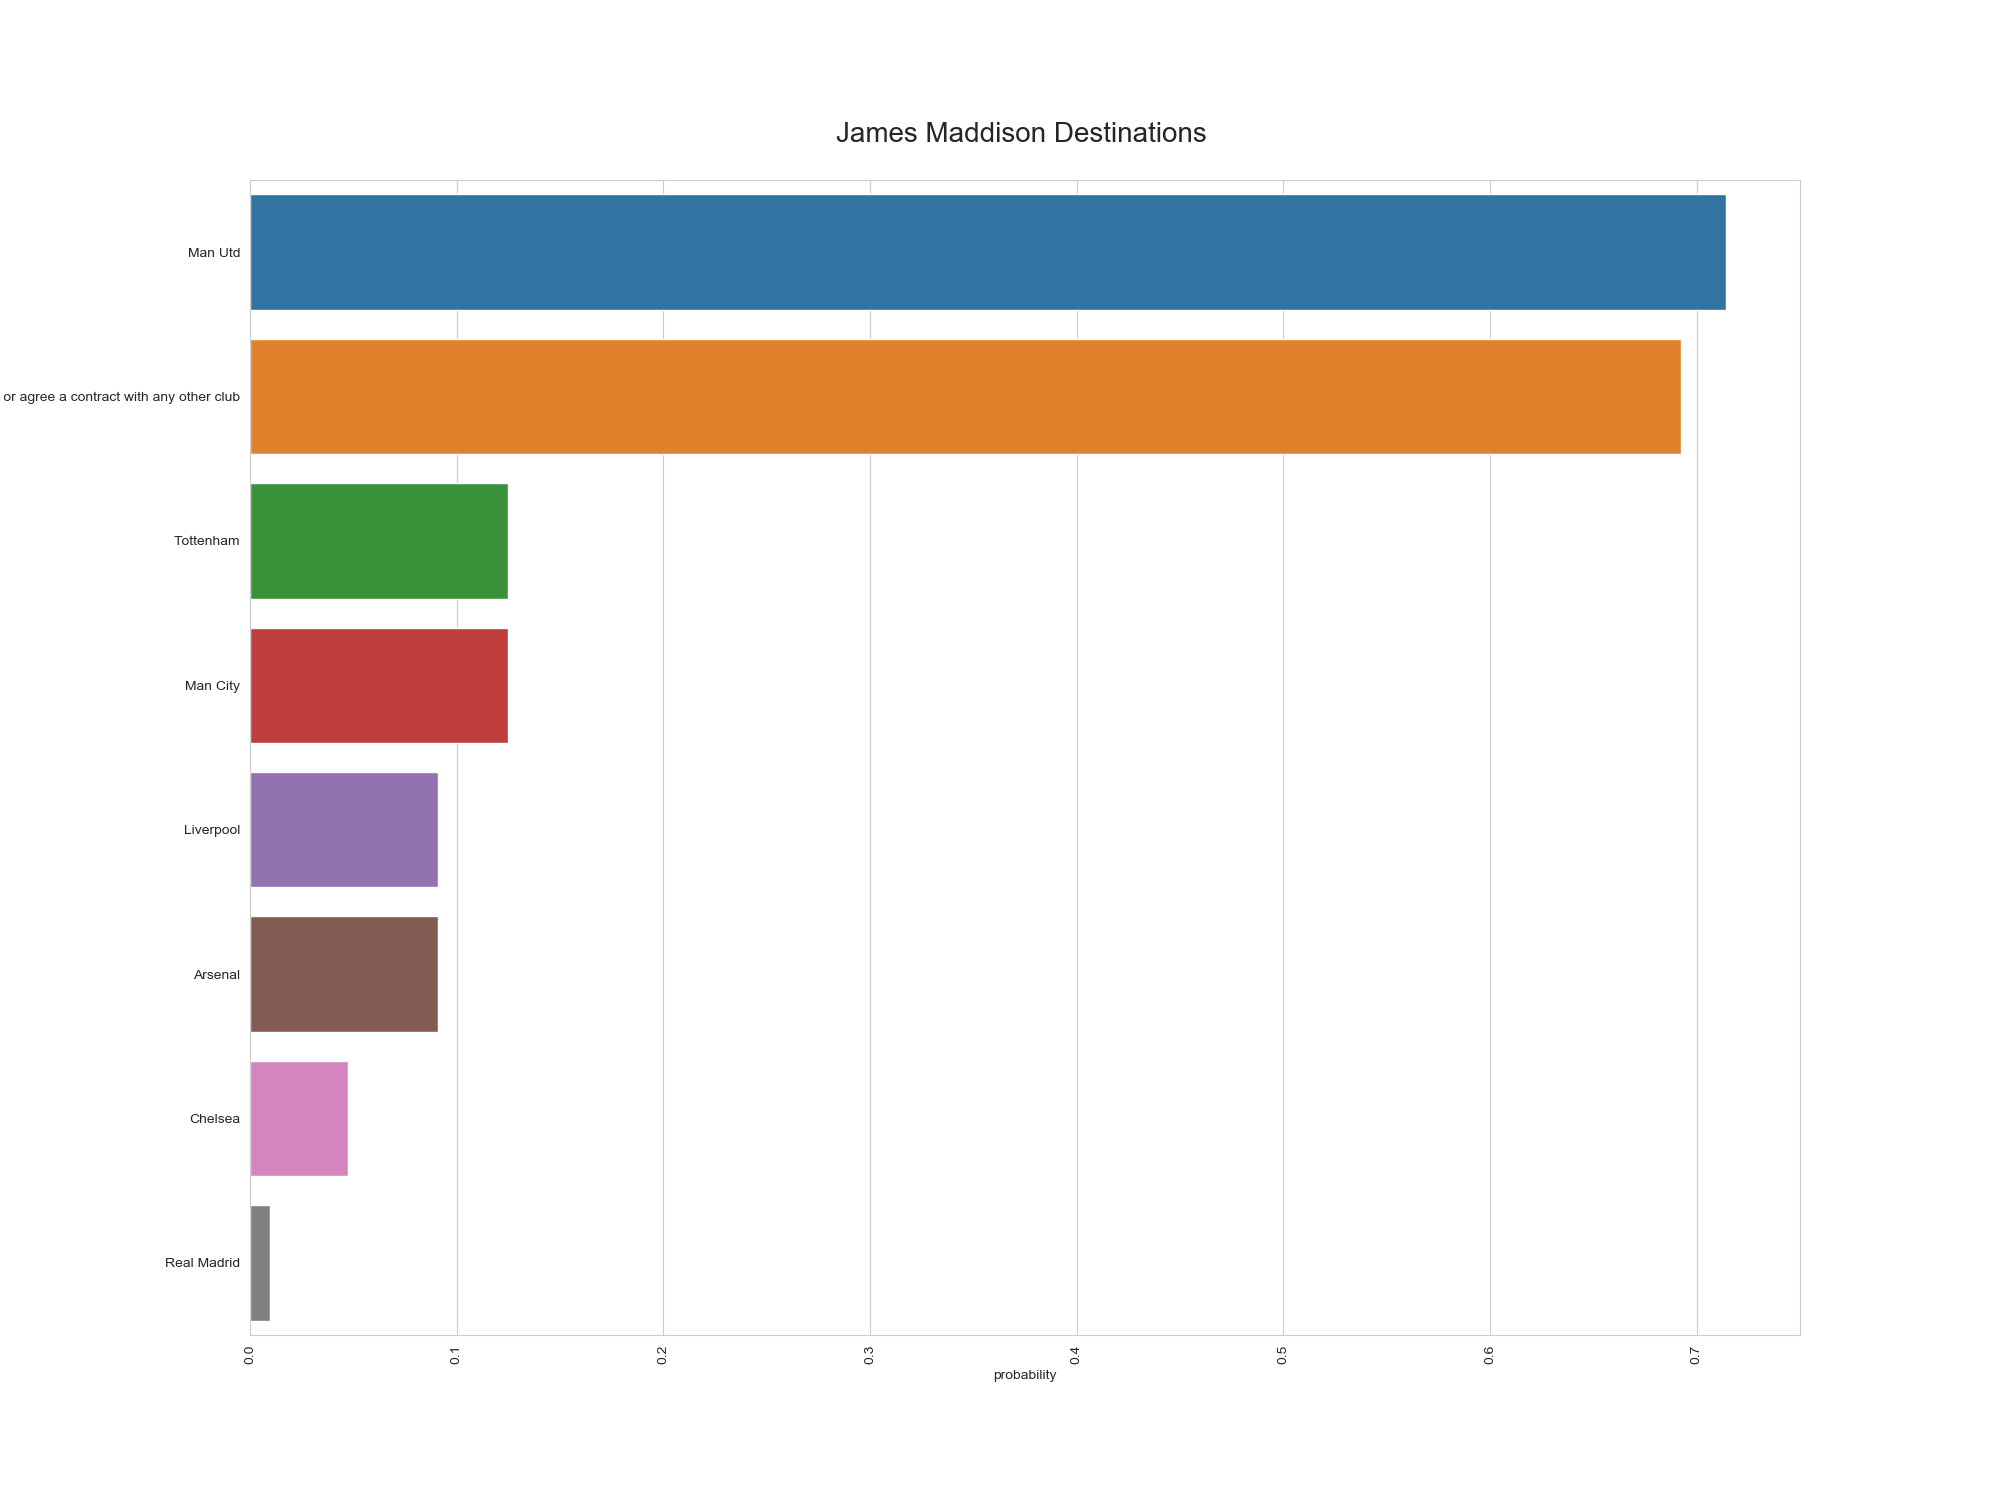 James Maddison Destinations
Man Utd
or agree a contract with any other club
Tottenham
Man City
Liverpool
Arsenal
Chelsea
Real Madrid
0.0 0.1 0.2 0.3 0.4 0.5 0.6 0.7
probability